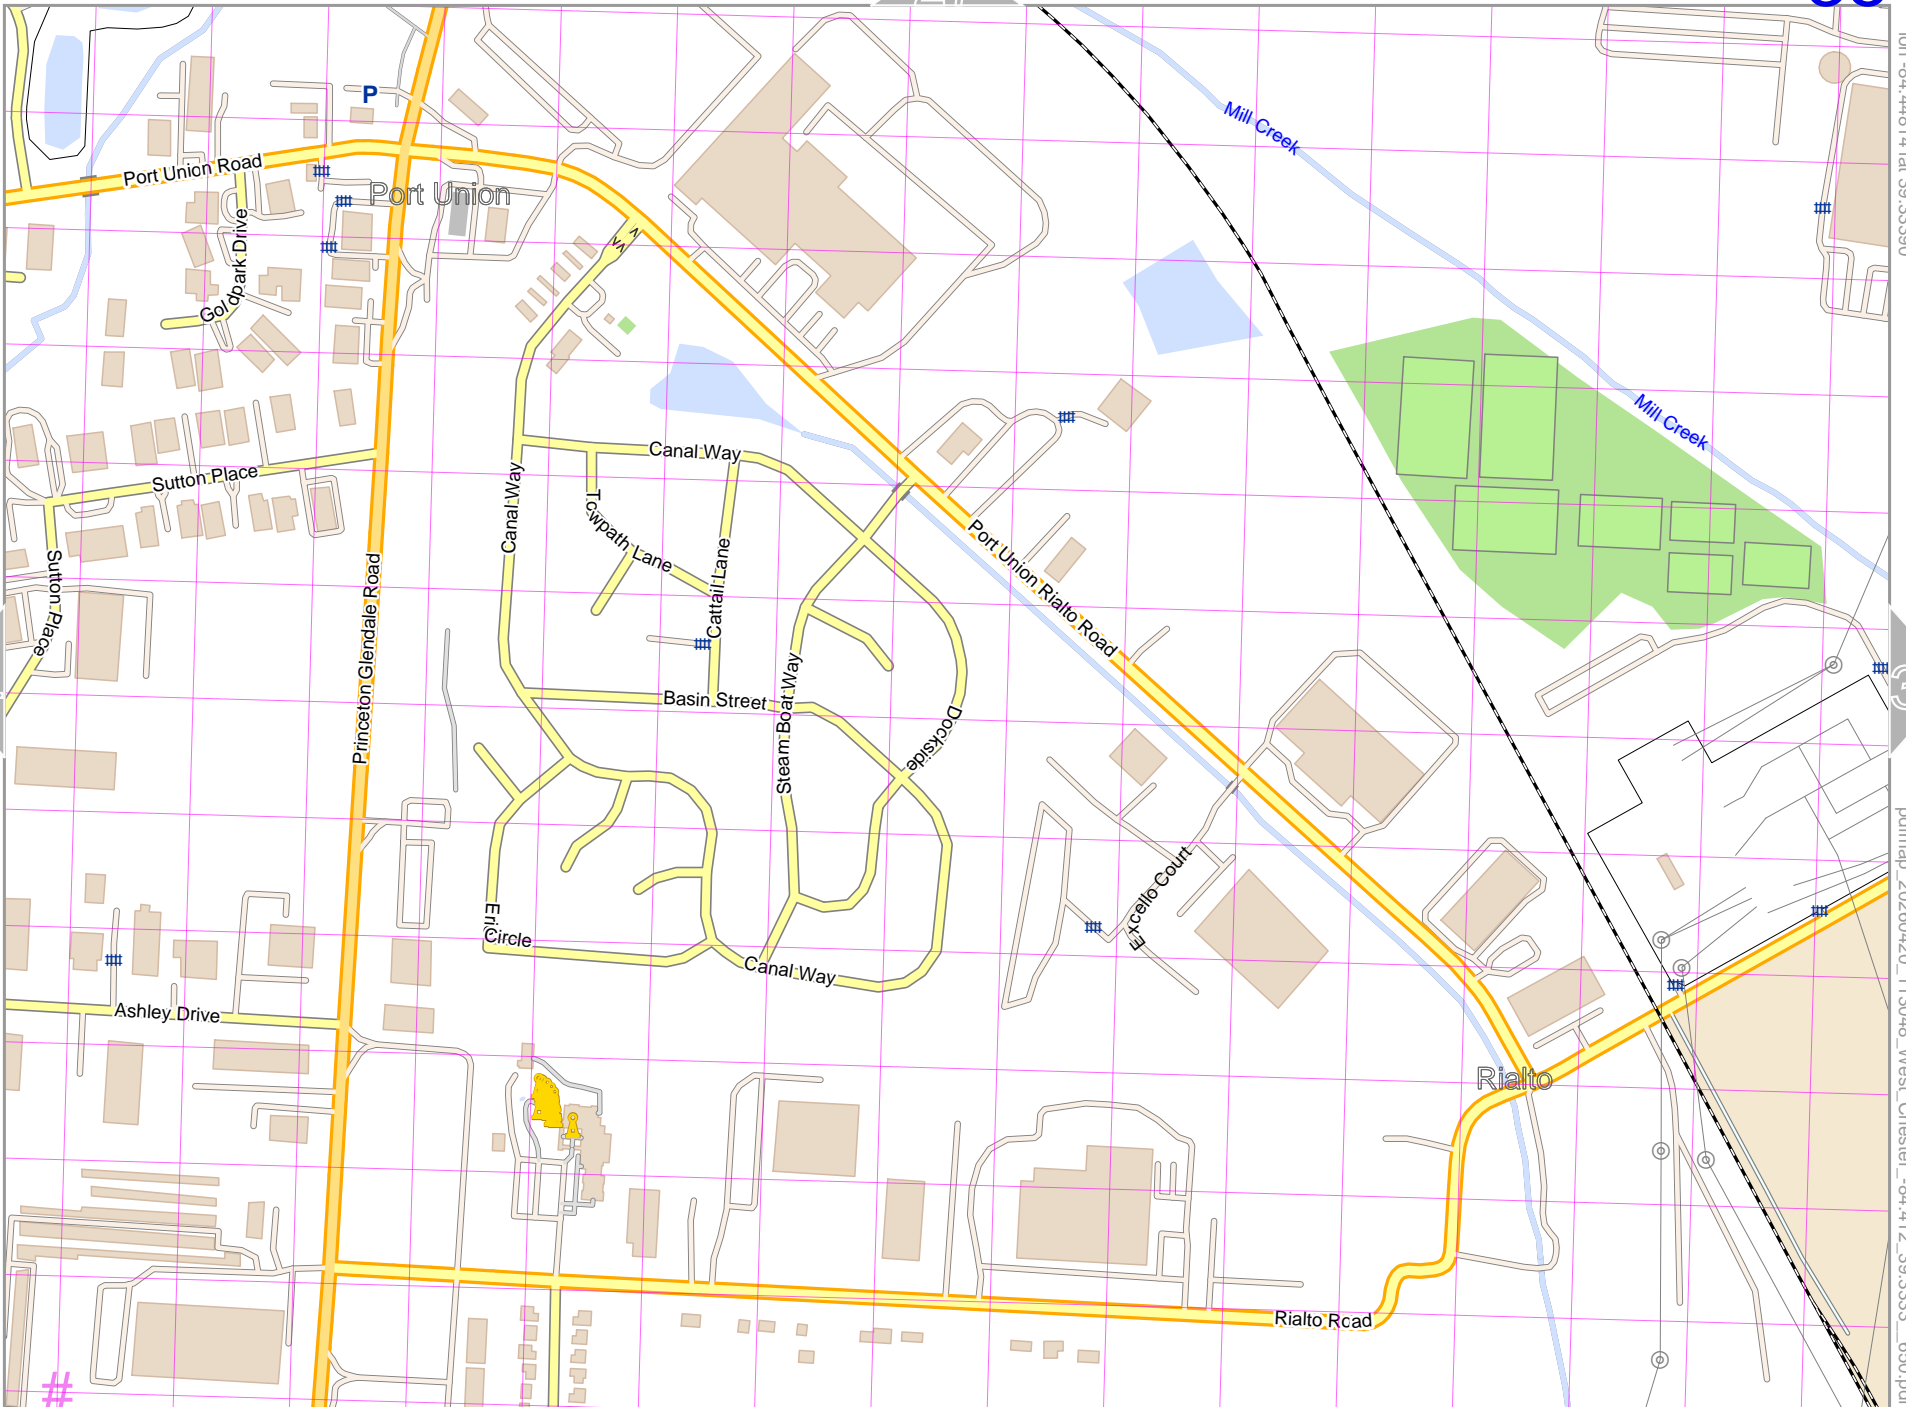 P
Mill Creek
Port Union Road
Port Union
Goldpark Drive
Canal Way
Mill Creek
Sutton Place
Canal Way
Towpath Lane
Cattail Lane
Port Union Rialto Road
Sutton Place
Princeton Glendale Road
Basin Street
Steam Boat Way
Dockside
Excello Court
Erie
Circle
Canal Way
Ashley Drive
Rialto
Rialto Road
#